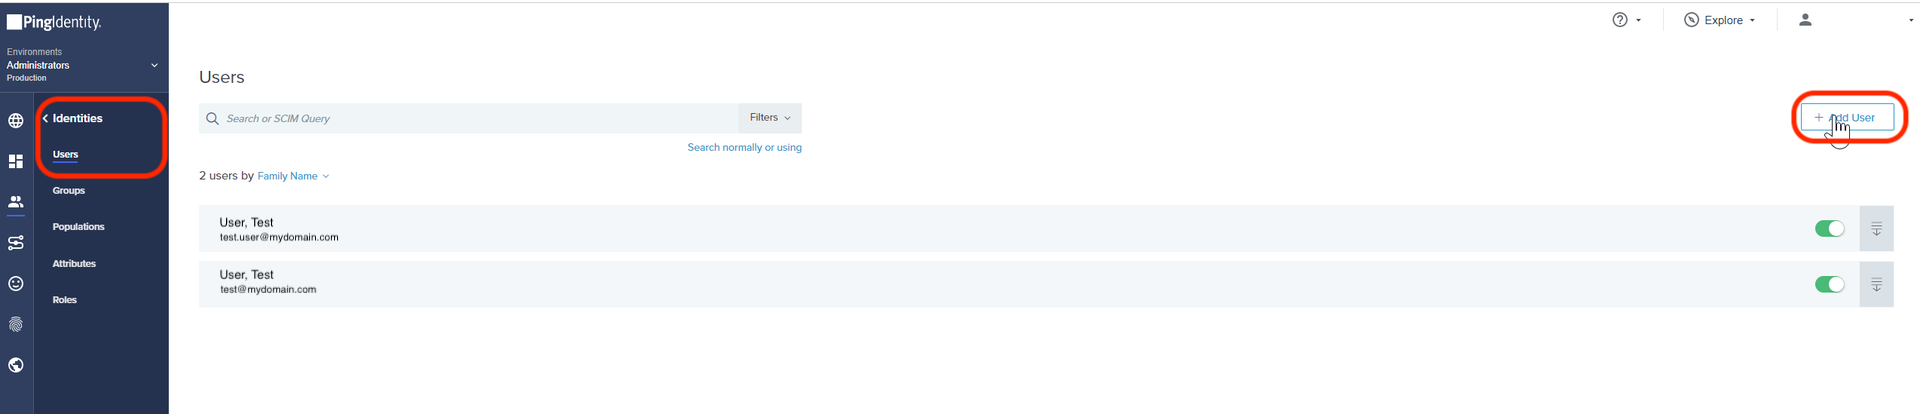 PingIdentity.
Environments
Administrators
Production
Identities
Users
Groups
Populations
Attributes
Roles
Explore
Users
Search or SCIM Query
Filters
Search normally or using
+ Add User
2 users by Family Name
User, Test
test.user@mydomain.com
User, Test
test@mydomain.com